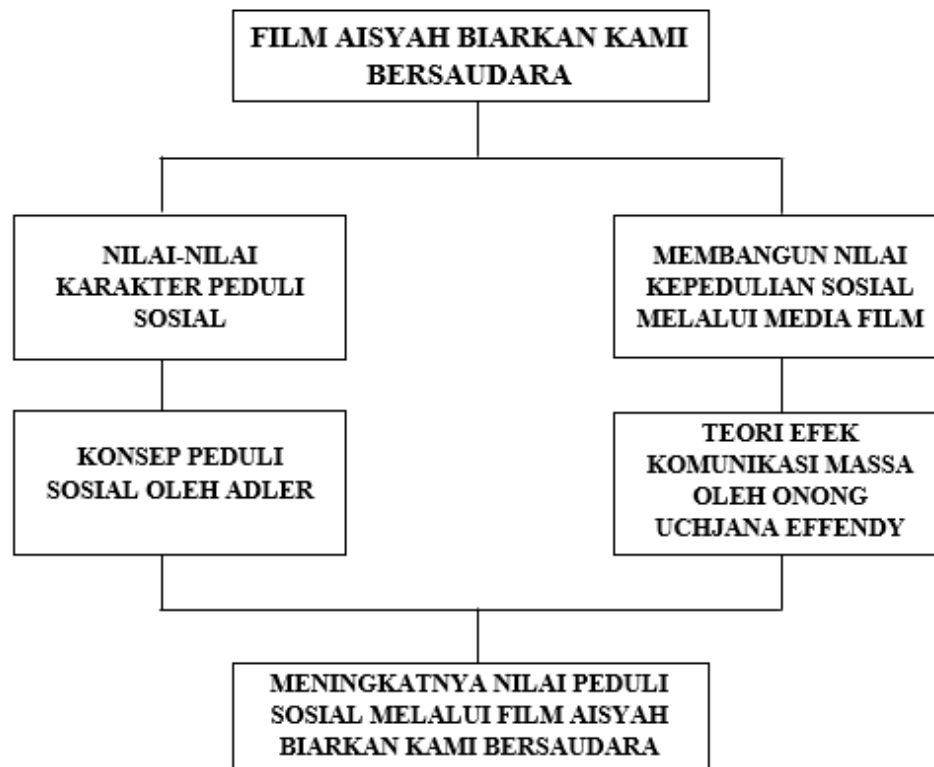 FILM AISYAH BIARKAN KAMI
BERSAUDARA
NILAI-NILAI
KARAKTER PEDULI
SOSIAL
MEMBANGUN NILAI
KEPEDULIAN SOSIAL
MELALUI MEDIA FILM
KONSEP PEDULI
SOSIAL OLEH ADLER
TEORI EFEK
KOMUNIKASI MASSA
OLEH ONONG
UCHJANA EFFENDY
MENINGKATNYA NILAI PEDULI
SOSIAL MELALUI FILM AISYAH
BIARKAN KAMI BERSAUDARA